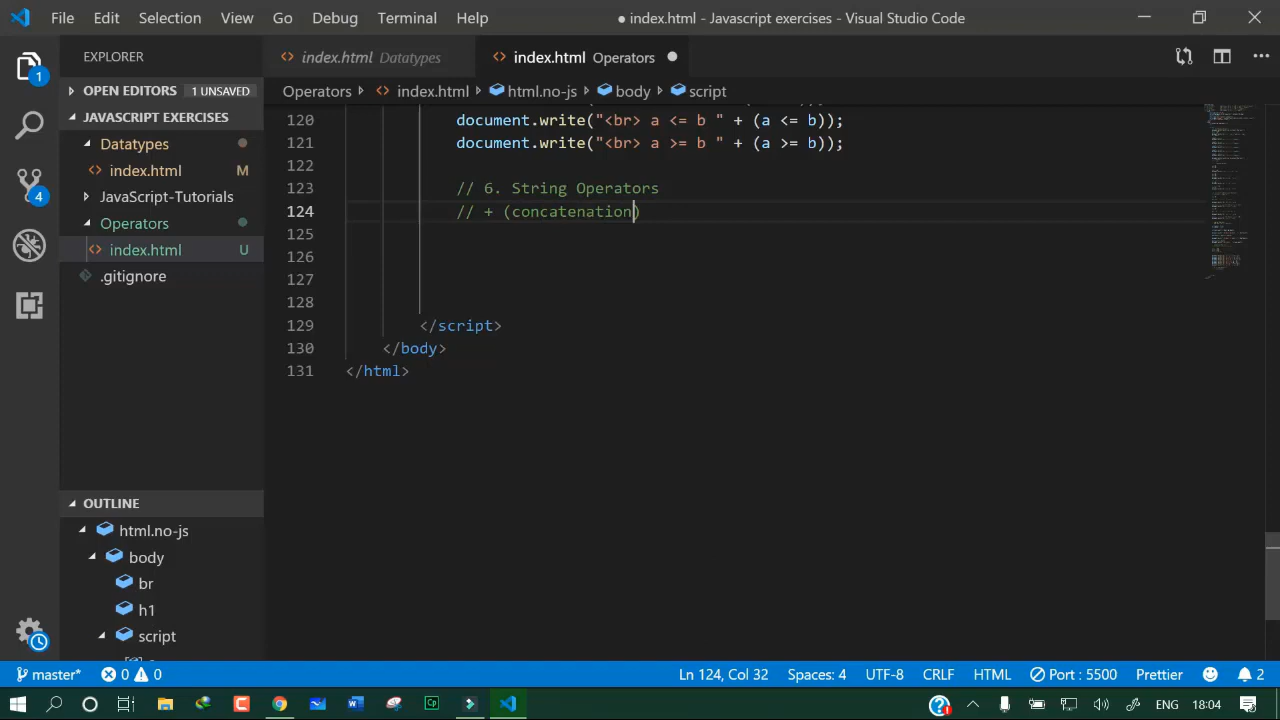 File Edit Selection View Go Debug Terminal Help
● index.html - Javascript exercises - Visual Studio Code
EXPLORER
index.html Datatypes
index.html Operators
OPEN EDITORS 1 UNSAVED
Operators index.html html.no-js body script
JAVASCRIPT EXERCISES
Datatypes
index.html M
JavaScript-Tutorials
Operators
index.html U
.gitignore
1
4
120 document.write("<br> a <= b " + (a <= b));
121 document.write("<br> a >= b " + (a >= b));
122
123 // 6. String Operators
124 // + (concatenation)
125
126
127
128
129 </script>
130 </body>
131 </html>
OUTLINE
html.no-js
body
br
h1
script
master* 0 0
Ln 124, Col 32 Spaces: 4 UTF-8 CRLF HTML Port : 5500 Prettier 2
Cp
ENG 18:04